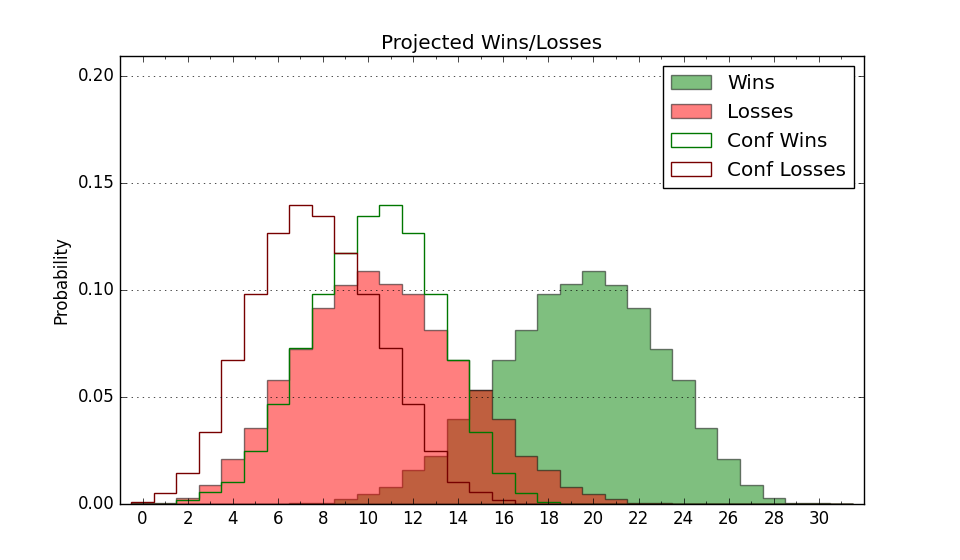 Projected Wins/Losses
Wins
Losses
Conf Wins
Conf Losses
Probability
0.20
0.15
0.10
0.05
0.00
0 2 4 6 8 10 12 14 16 18 20 22 24 26 28 30